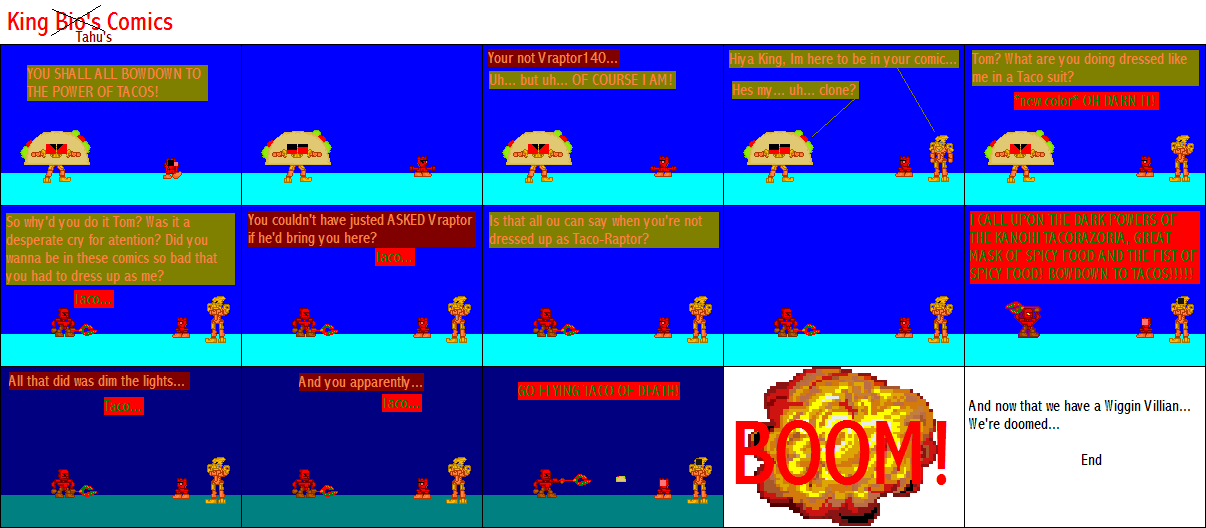 King Bio's Comics
Tahu's
YOU SHALL ALL BOWDOWN TO
THE POWER OF TACOS!
Your not Vraptor140...
Uh... but uh... OF COURSE I AM!
Hiya King, Im here to be in your comic...
Hes my... uh... clone?
Tom? What are you doing dressed like
me in a Taco suit?
*new color* OH DARN IT!
So why'd you do it Tom? Was it a
desperate cry for atention? Did you
wanna be in these comics so bad that
you had to dress up as me?
Taco...
You couldn't have justed ASKED Vraptor
if he'd bring you here?
Taco...
Is that all ou can say when you're not
dressed up as Taco-Raptor?
I CALL UPON THE DARK POWERS OF
THE KANOHI TACORAZORIA, GREAT
MASK OF SPICY FOOD AND THE FIST OF
SPICY FOOD! BOWDOWN TO TACOS!!!!!
All that did was dim the lights...
Taco...
And you apparently...
Taco...
GO FLYING TACO OF DEATH!
BOOM!
And now that we have a Wiggin Villian...
We're doomed...
End